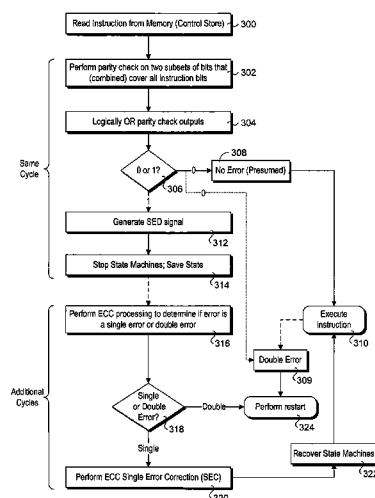 Read Instruction from Memory (Control Store)
300
Perform parity check on two subsets of bits that
(combined) cover all Instruction bits
302
Logically OR parity check outputs
304
Same
Cycle
0 or 1?
306
0
0
308
No Error (Presumed)
Generate SED signal
312
Stop State Machines; Save State
314
Perform ECC processing to determine if error is
a single error or double error
316
Execute
Instruction
310
Double Error
309
Additional
Cycles
Single
or Double
Error?
318
Double
Perform restart
324
Single
Recover State Machines
322
Perform ECC Single Error Correction (SEC)
320